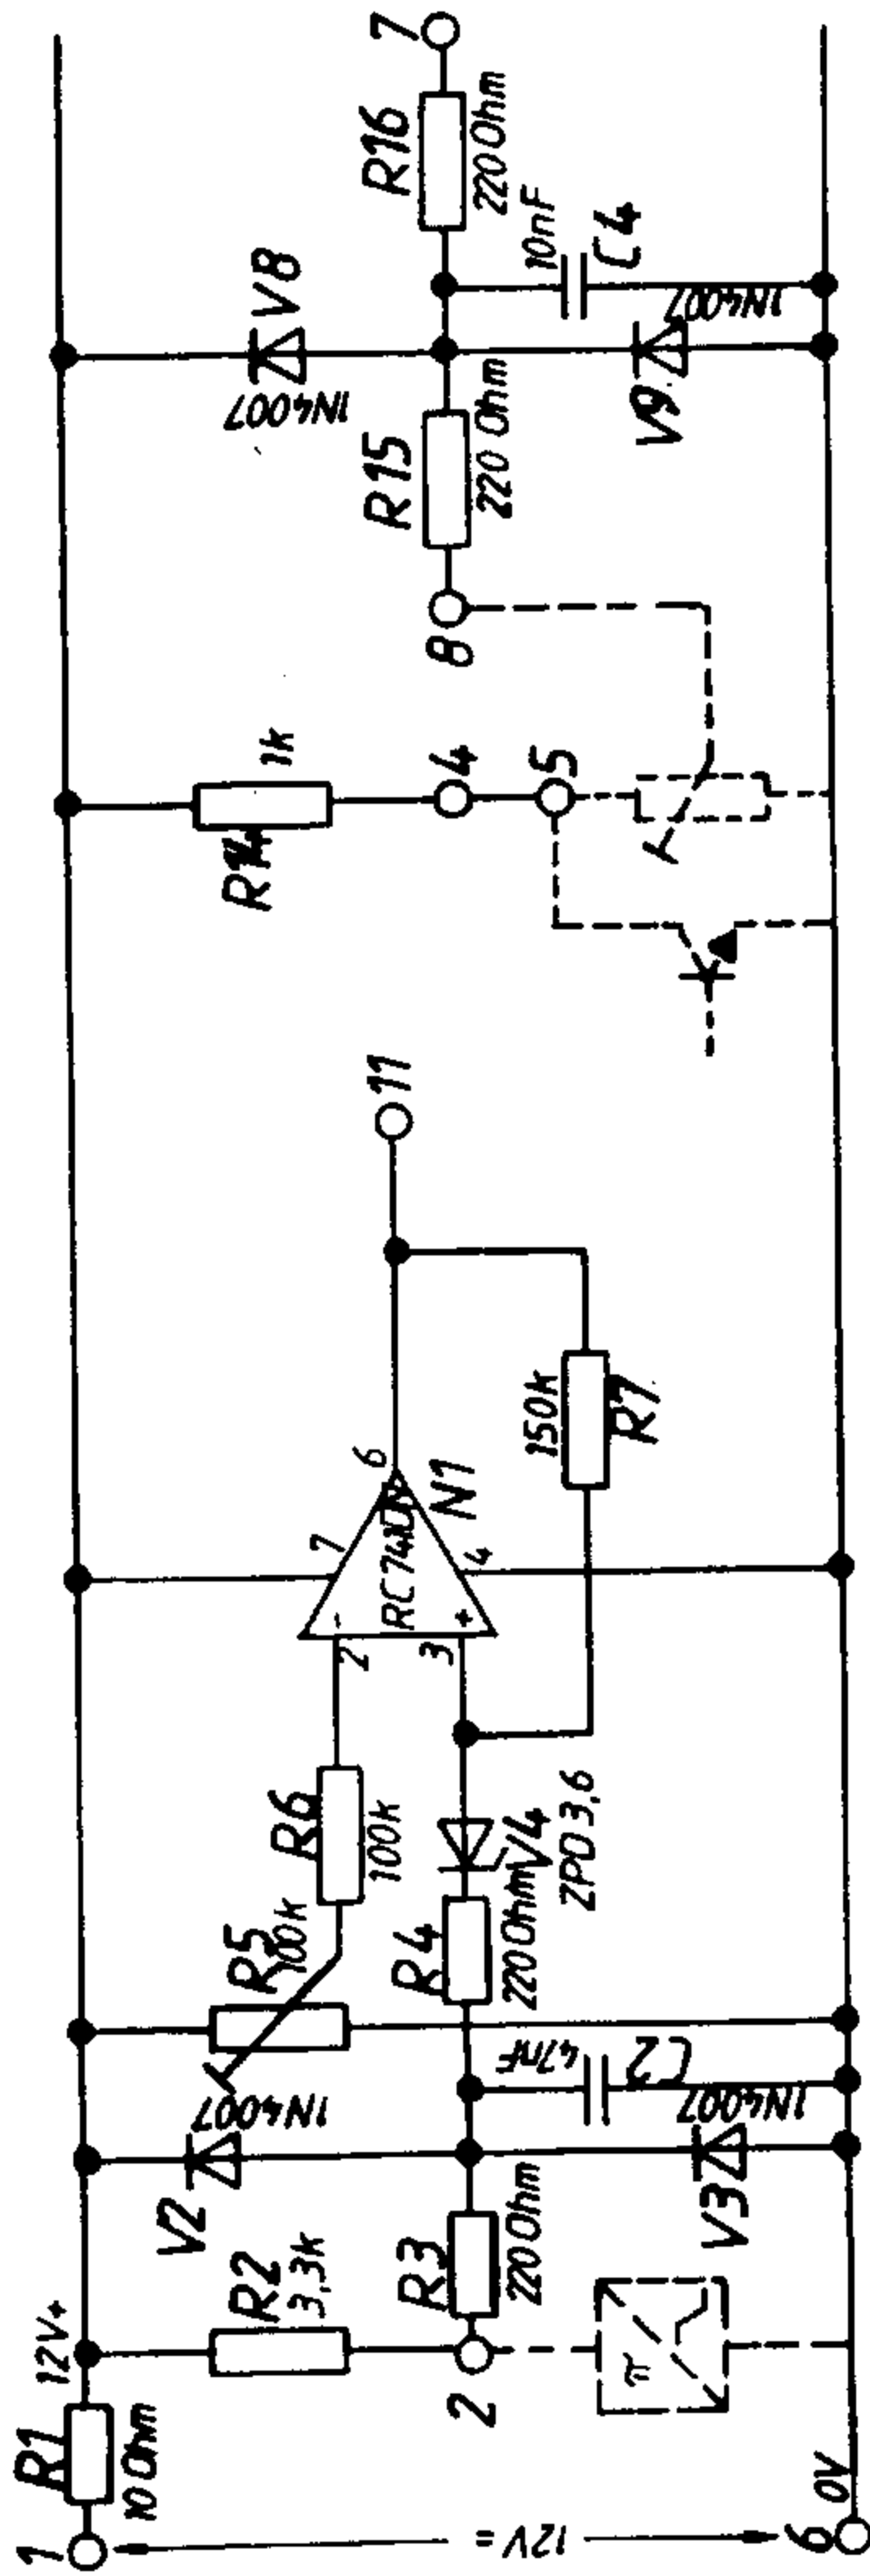 1
R1
10 Ohm
12V+
12V =
6
0V
R2
3,3k
2
π
R3
220 Ohm
V2
1N4007
V3
1N4007
C2
47nF
R5
100k
R4
220 Ohm
V4
ZPD 3,6
R6
100k
2
3
-
+
RC741DN
7
4
6
N1
150k
R7
11
R14
1k
4
5
8
R15
220 Ohm
V8
1N4007
V9
1N4007
10nF
C4
R16
220 Ohm
7